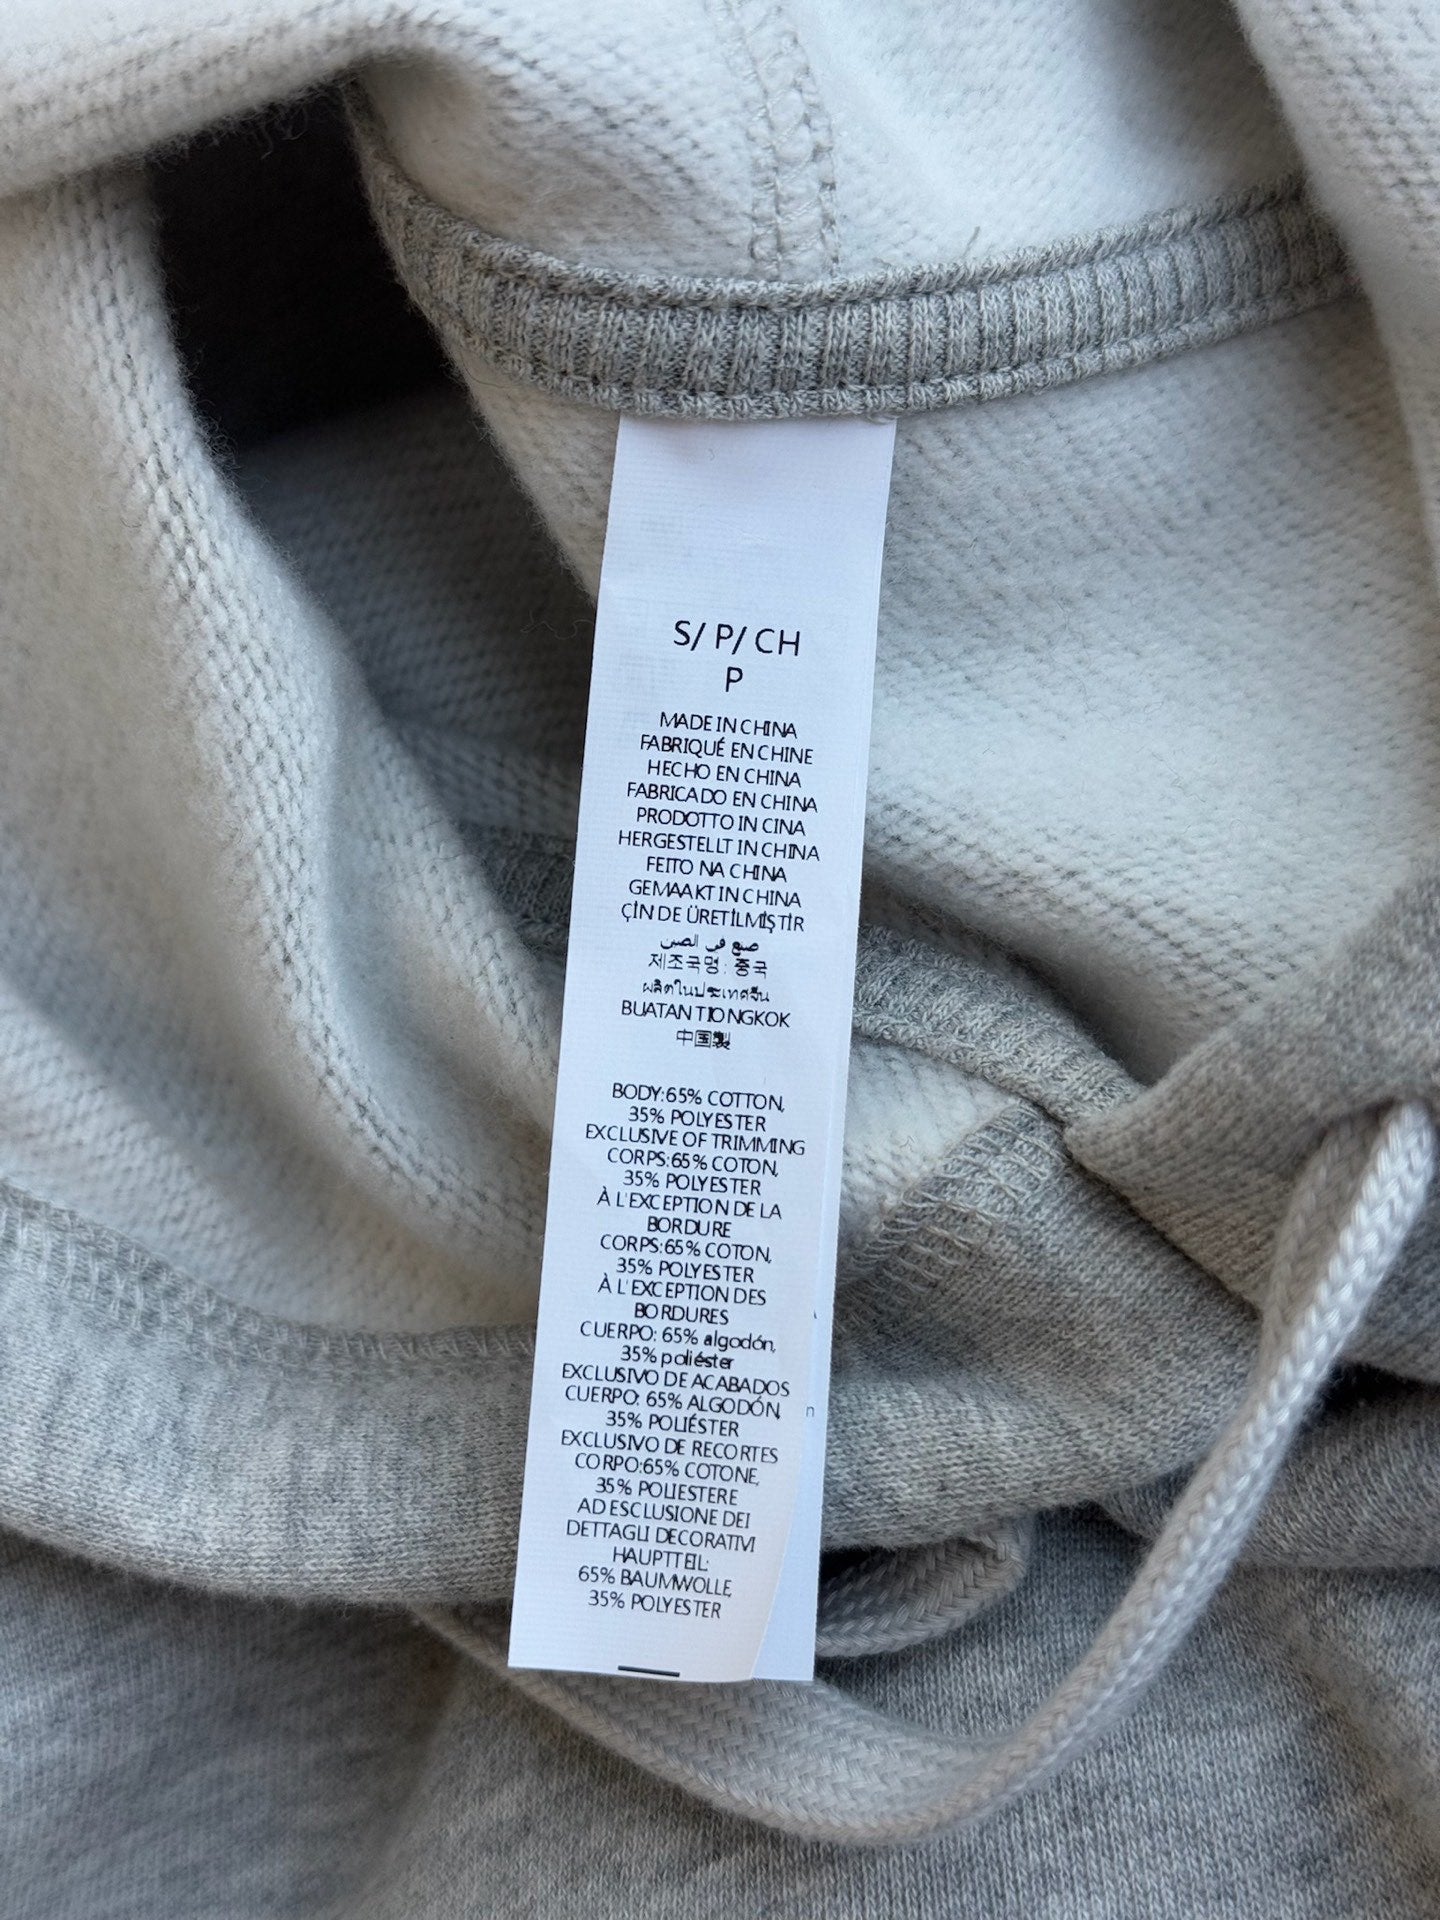 S/ P/ CH
P
MADE IN CHINA
FABRIQUÉ EN CHINE
HECHO EN CHINA
FABRICADO EN CHINA
PRODOTTO IN CINA
HERGESTELLT IN CHINA
FEITO NA CHINA
GEMAAKT IN CHINA
ÇİN DE ÜRETİLMİŞTİR
صنع في الصين
제조국명 : 중국
ผลิตในประเทศจีน
BUATAN TIONGKOK
中国製
BODY:65% COTTON,
35% POLYESTER
EXCLUSIVE OF TRIMMING
CORPS:65% COTON,
35% POLYESTER
À L'EXCEPTION DE LA
BORDURE
CORPS:65% COTON,
35% POLYESTER
À L'EXCEPTION DES
BORDURES
CUERPO: 65% algodón,
35% poliéster
EXCLUSIVO DE ACABADOS
CUERPO: 65% ALGODÓN,
35% POLIÉSTER
EXCLUSIVO DE RECORTES
CORPO:65% COTONE,
35% POLIESTERE
AD ESCLUSIONE DEI
DETTAGLI DECORATIVI
HAUPTTEIL:
65% BAUMWOLLE,
35% POLYESTER